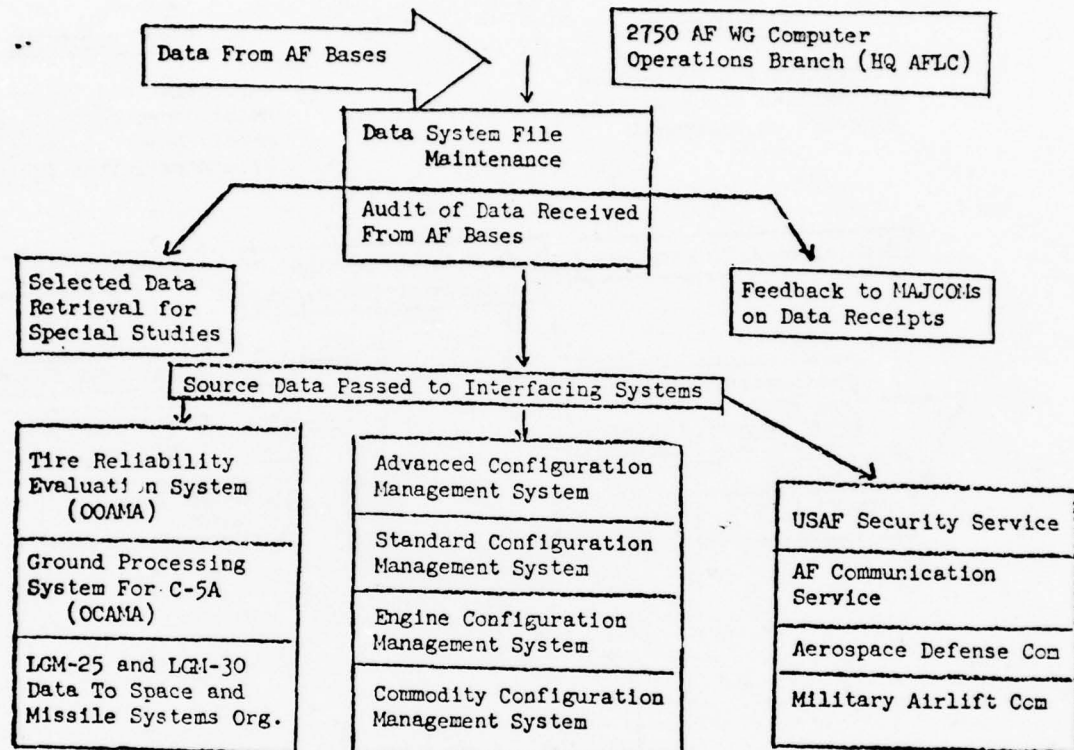 Data From AF Bases
2750 AF WG Computer
Operations Branch (HQ AFLC)
Data System File
Maintenance
Audit of Data Received
From AF Bases
Selected Data
Retrieval for
Special Studies
Feedback to MAJCOMs
on Data Receipts
Source Data Passed to Interfacing Systems
Tire Reliability
Evaluation System
(OOAMA)
Ground Processing
System For C-5A
(OCAMA)
LGM-25 and LGM-30
Data To Space and
Missile Systems Org.
Advanced Configuration
Management System
Standard Configuration
Management System
Engine Configuration
Management System
Commodity Configuration
Management System
USAF Security Service
AF Communication
Service
Aerospace Defense Com
Military Airlift Com